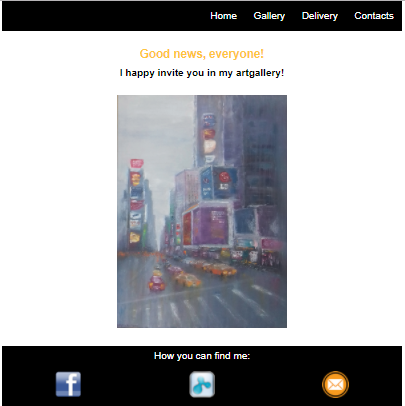 Home Gallery Delivery Contacts
Good news, everyone!
I happy invite you in my artgallery!
How you can find me:
f